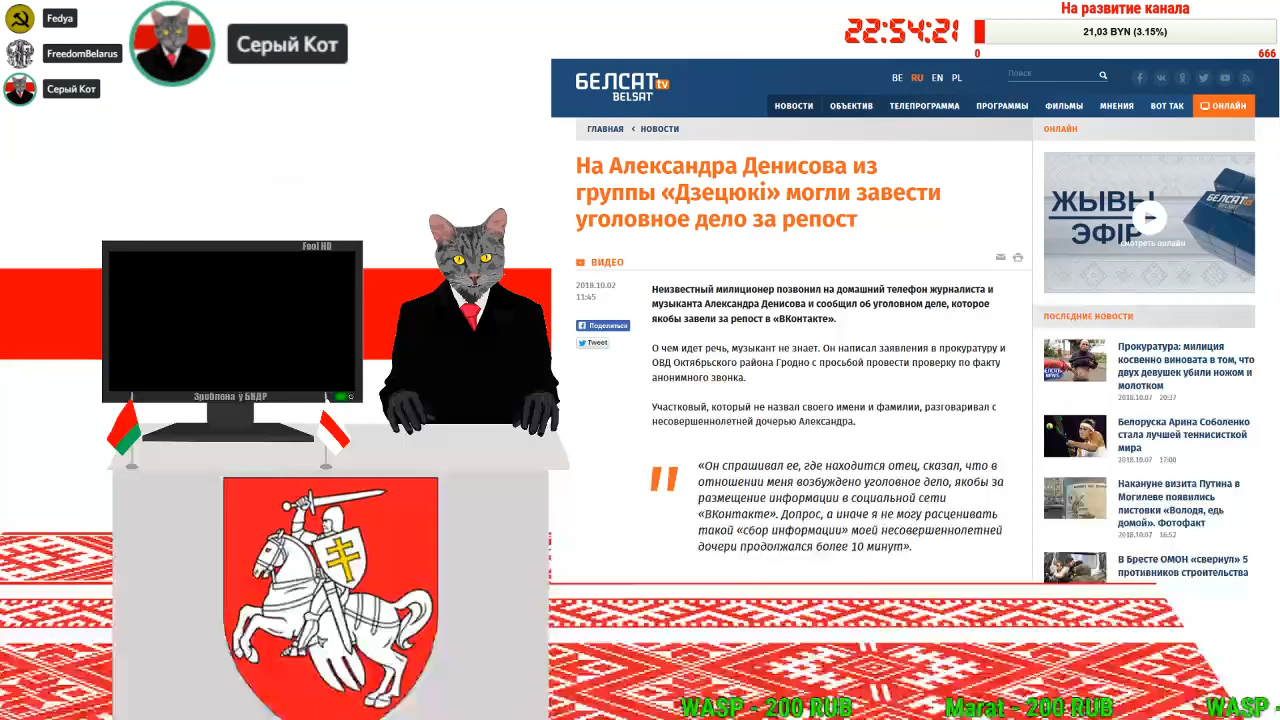 Fedya
FreedomBelarus
Серый Кот
Серый Кот
22:54:21
На развитие канала
21,03 BYN (3.15%)
0
666
БЕЛСАТ tv
BELSAT
BE RU EN PL
Поиск
НОВОСТИ ОБЪЕКТИВ ТЕЛЕПРОГРАММА ПРОГРАММЫ ФИЛЬМЫ МНЕНИЯ ВОТ ТАК ОНЛАЙН
ГЛАВНАЯ < НОВОСТИ
На Александра Денисова из
группы «Дзецюкі» могли завести
уголовное дело за репост
ВИДЕО
2018.10.02
11:45
Поделиться
Tweet
Неизвестный милиционер позвонил на домашний телефон журналиста и
музыканта Александра Денисова и сообщил об уголовном деле, которое
якобы завели за репост в «ВКонтакте».
О чем идет речь, музыкант не знает. Он написал заявления в прокуратуру и
ОВД Октябрьского района Гродно с просьбой провести проверку по факту
анонимного звонка.
Участковый, который не назвал своего имени и фамилии, разговаривал с
несовершеннолетней дочерью Александра.
«Он спрашивал ее, где находится отец, сказал, что в
отношении меня возбуждено уголовное дело, якобы за
размещение информации в социальной сети
«ВКонтакте». Допрос, а иначе я не могу расценивать
такой «сбор информации» моей несовершеннолетней
дочери продолжался более 10 минут».
ОНЛАЙН
ЖЫВЫ
ЭФІР
смотреть онлайн
БЕЛСАТ
BELSAT
ПОСЛЕДНИЕ НОВОСТИ
Прокуратура: милиция
косвенно виновата в том, что
двух девушек убили ножом и
молотком
2018.10.07 20:37
Белоруска Арина Соболенко
стала лучшей теннисисткой
мира
2018.10.07 17:00
Накануне визита Путина в
Могилеве появились
листовки «Володя, едь
домой». Фотофакт
2018.10.07 16:52
В Бресте ОМОН «свернул» 5
противников строительства
Fool HD
Зроблена ў БНДР
WASP - 200 RUB Marat - 200 RUB WASP -